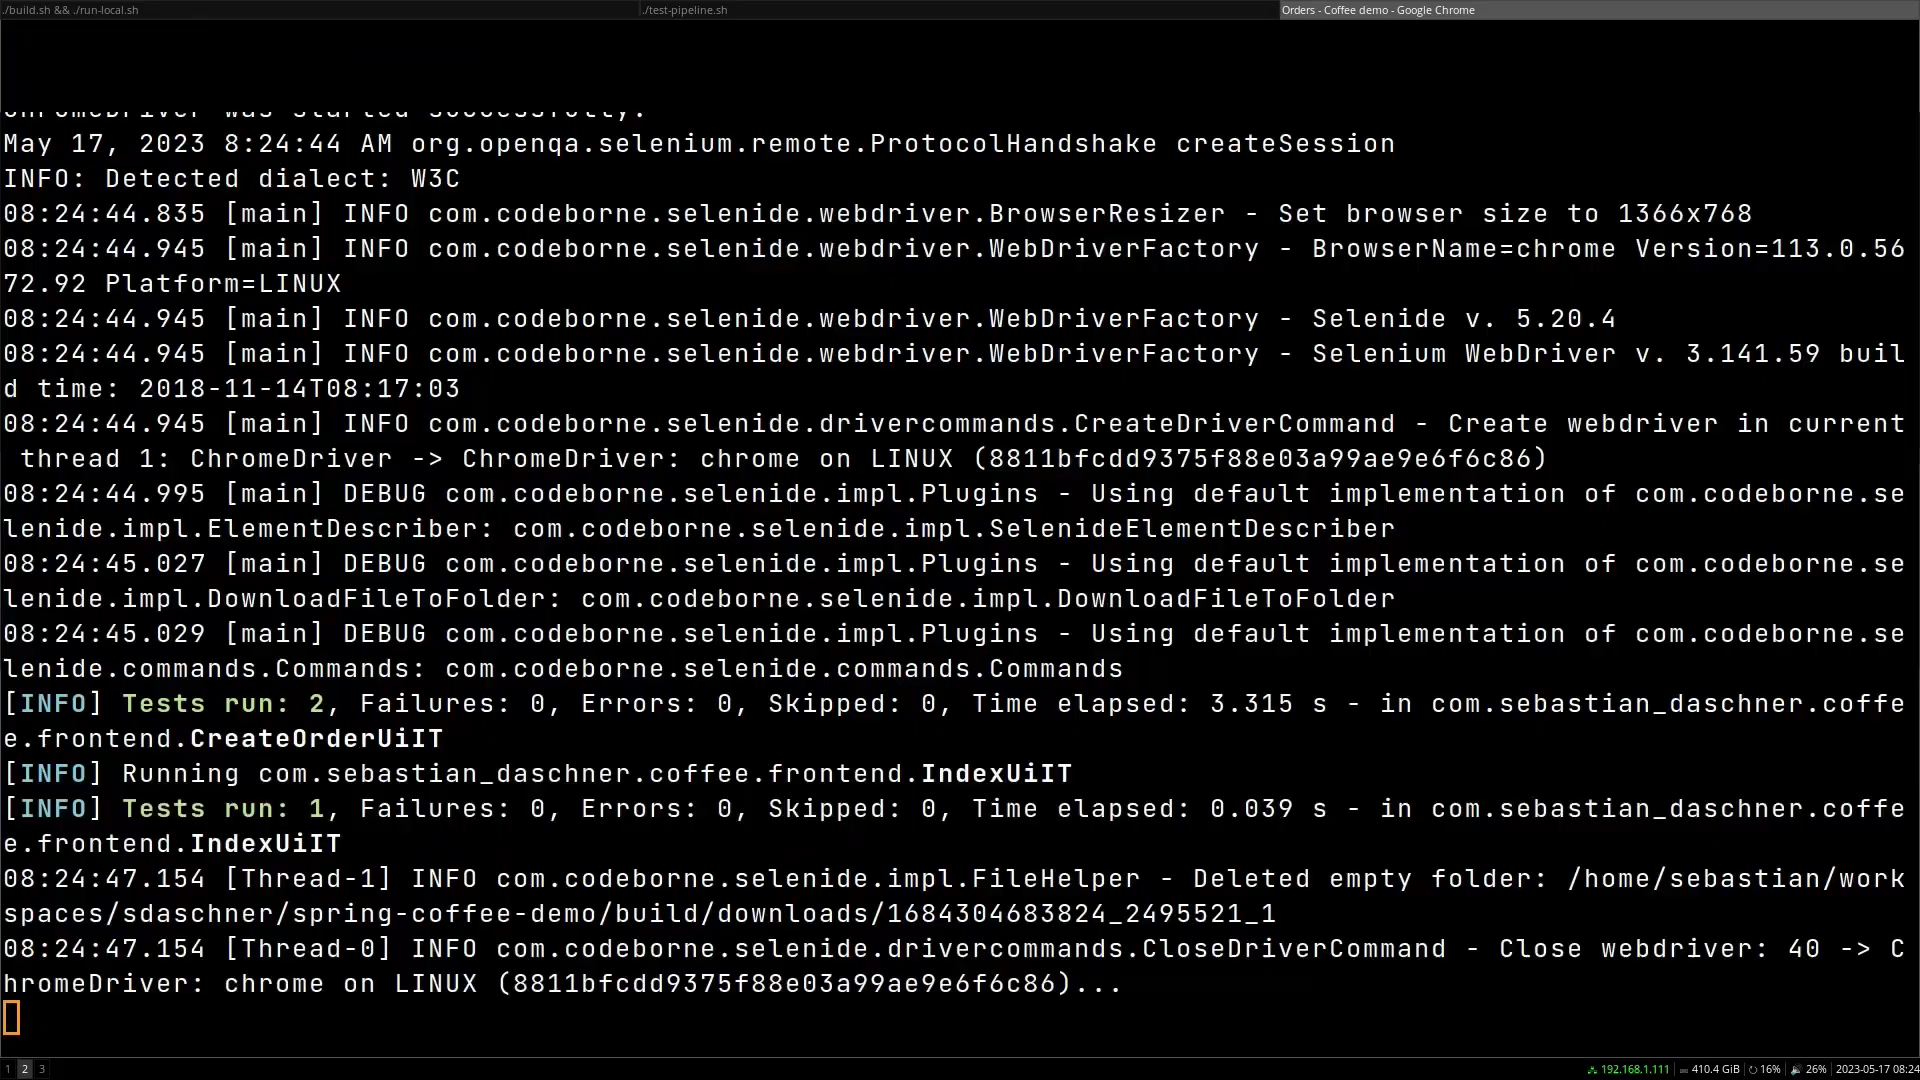 ./build.sh && ./run-local.sh
./test-pipeline.sh
Orders - Coffee demo - Google Chrome
ChromeDriver was started successfully.
May 17, 2023 8:24:44 AM org.openqa.selenium.remote.ProtocolHandshake createSession
INFO: Detected dialect: W3C
08:24:44.835 [main] INFO com.codeborne.selenide.webdriver.BrowserResizer - Set browser size to 1366x768
08:24:44.945 [main] INFO com.codeborne.selenide.webdriver.WebDriverFactory - BrowserName=chrome Version=113.0.56
72.92 Platform=LINUX
08:24:44.945 [main] INFO com.codeborne.selenide.webdriver.WebDriverFactory - Selenide v. 5.20.4
08:24:44.945 [main] INFO com.codeborne.selenide.webdriver.WebDriverFactory - Selenium WebDriver v. 3.141.59 buil
d time: 2018-11-14T08:17:03
08:24:44.945 [main] INFO com.codeborne.selenide.drivercommands.CreateDriverCommand - Create webdriver in current
 thread 1: ChromeDriver -> ChromeDriver: chrome on LINUX (8811bfcdd9375f88e03a99ae9e6f6c86)
08:24:44.995 [main] DEBUG com.codeborne.selenide.impl.Plugins - Using default implementation of com.codeborne.se
lenide.impl.ElementDescriber: com.codeborne.selenide.impl.SelenideElementDescriber
08:24:45.027 [main] DEBUG com.codeborne.selenide.impl.Plugins - Using default implementation of com.codeborne.se
lenide.impl.DownloadFileToFolder: com.codeborne.selenide.impl.DownloadFileToFolder
08:24:45.029 [main] DEBUG com.codeborne.selenide.impl.Plugins - Using default implementation of com.codeborne.se
lenide.commands.Commands: com.codeborne.selenide.commands.Commands
[INFO] Tests run: 2, Failures: 0, Errors: 0, Skipped: 0, Time elapsed: 3.315 s - in com.sebastian_daschner.coffe
e.frontend.CreateOrderUiIT
[INFO] Running com.sebastian_daschner.coffee.frontend.IndexUiIT
[INFO] Tests run: 1, Failures: 0, Errors: 0, Skipped: 0, Time elapsed: 0.039 s - in com.sebastian_daschner.coffe
e.frontend.IndexUiIT
08:24:47.154 [Thread-1] INFO com.codeborne.selenide.impl.FileHelper - Deleted empty folder: /home/sebastian/work
spaces/sdaschner/spring-coffee-demo/build/downloads/1684304683824_2495521_1
08:24:47.154 [Thread-0] INFO com.codeborne.selenide.drivercommands.CloseDriverCommand - Close webdriver: 40 -> C
hromeDriver: chrome on LINUX (8811bfcdd9375f88e03a99ae9e6f6c86)...
1 2 3
192.168.1.111 410.4 GiB 16% 26% 2023-05-17 08:24